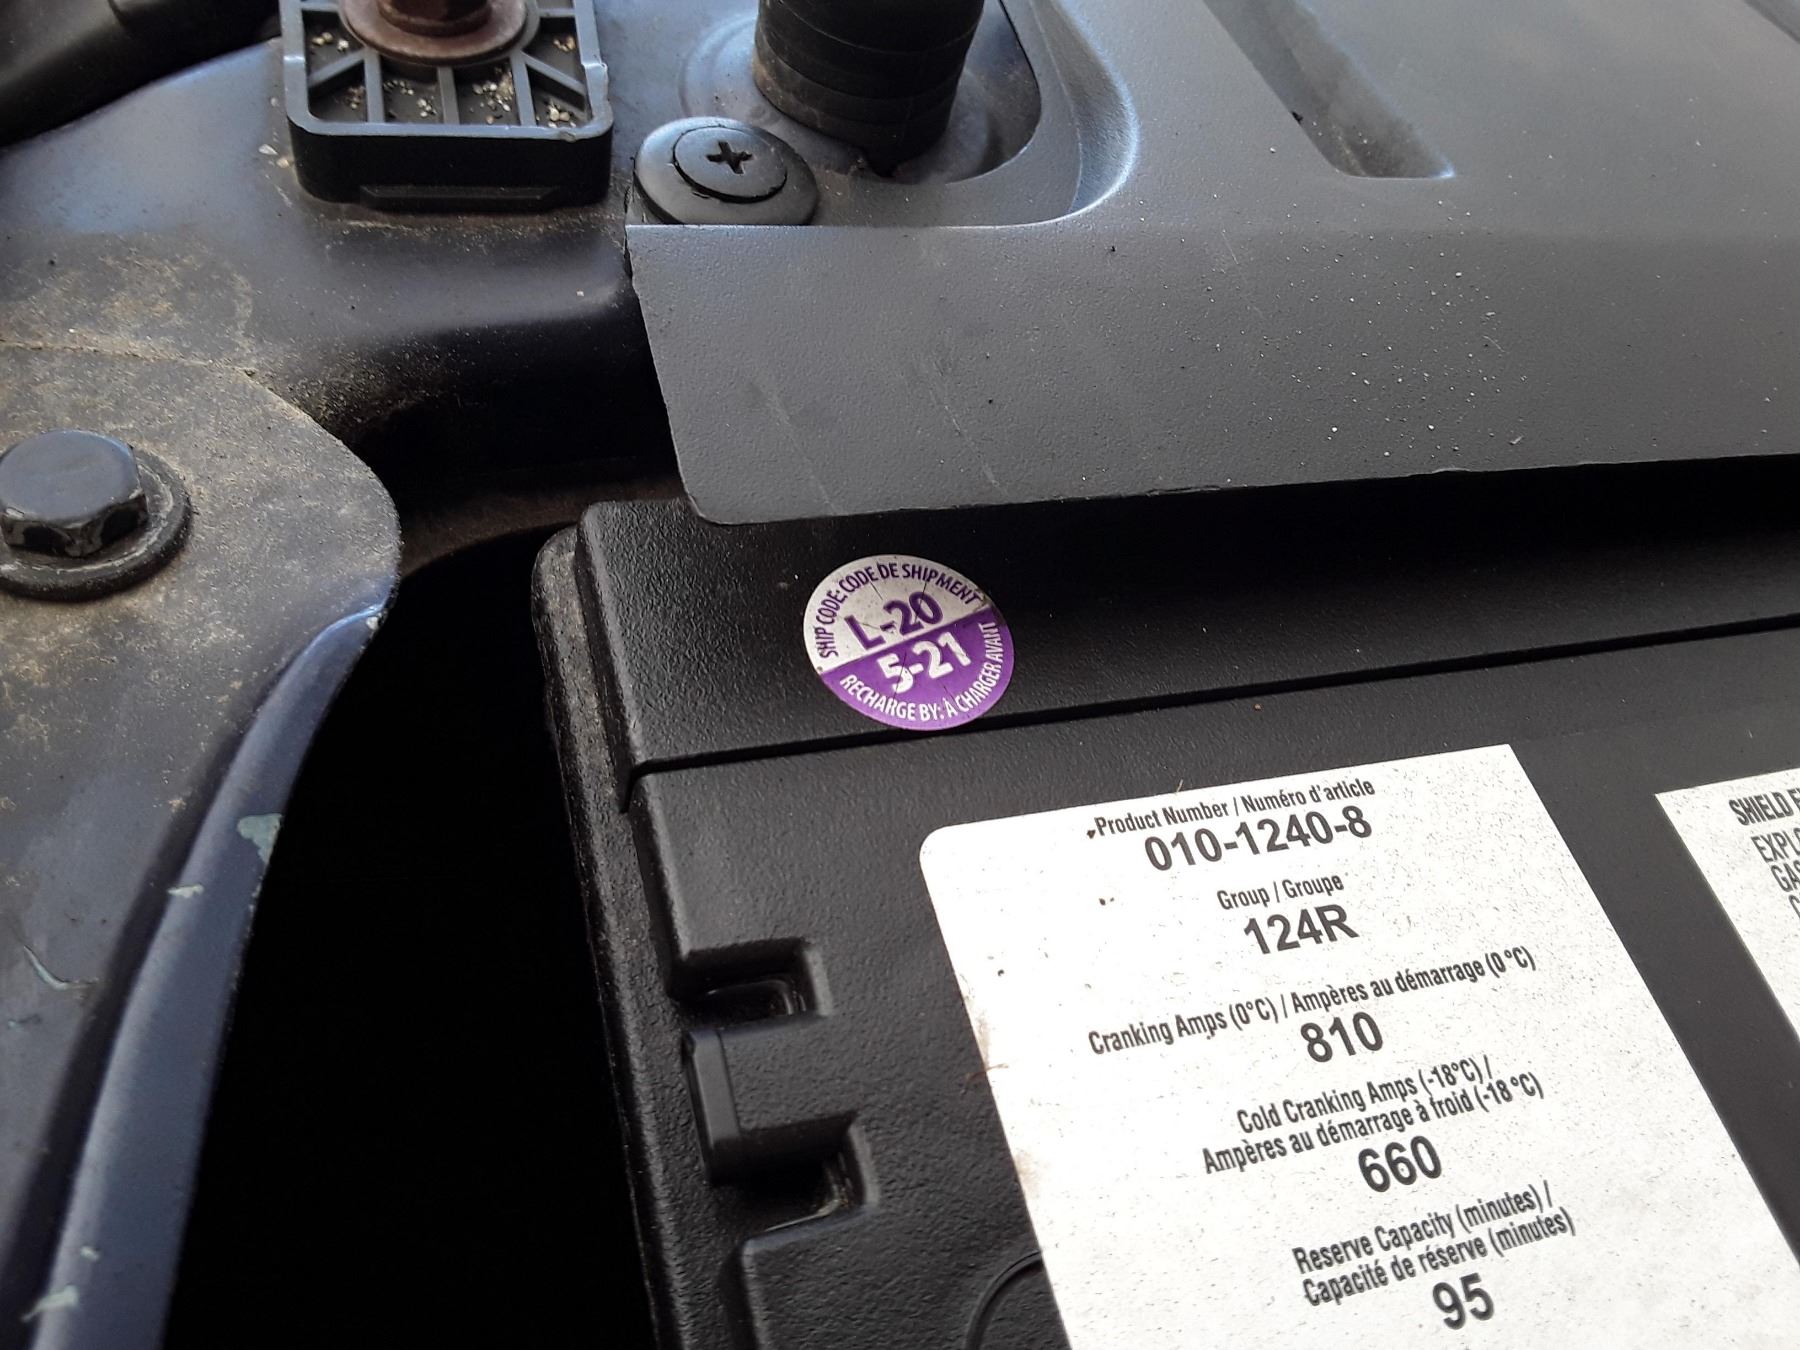 SHIP CODE: CODE DE SHIPMENT
L-20
5-21
RECHARGE BY: À CHARGER AVANT
Product Number / Numéro d'article
010-1240-8
Group / Groupe
124R
Cranking Amps (0°C) / Ampères au démarrage (0 °C)
810
Cold Cranking Amps (-18°C) /
Ampères au démarrage à froid (-18 °C)
660
Reserve Capacity (minutes) /
Capacité de réserve (minutes)
95
SHIELD